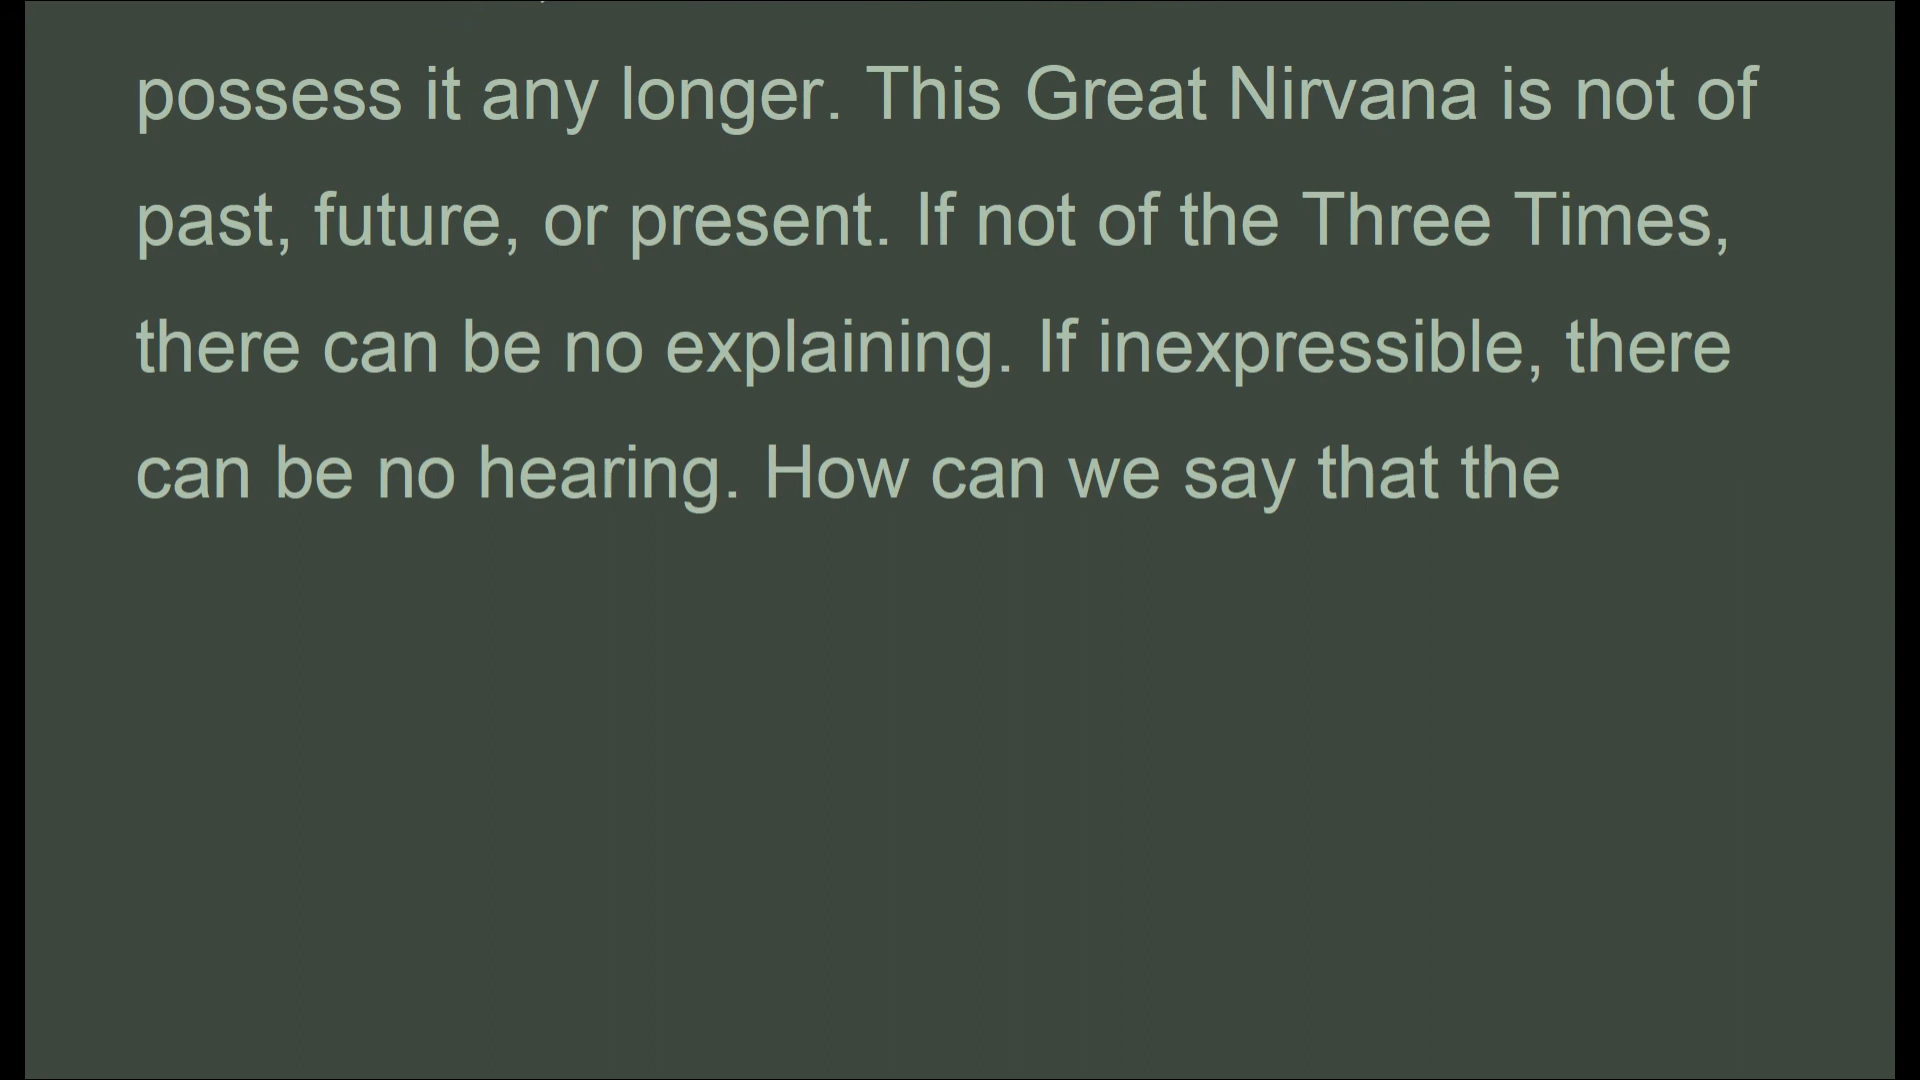 possess it any longer. This Great Nirvana is not of
past, future, or present. If not of the Three Times,
there can be no explaining. If inexpressible, there
can be no hearing. How can we say that the